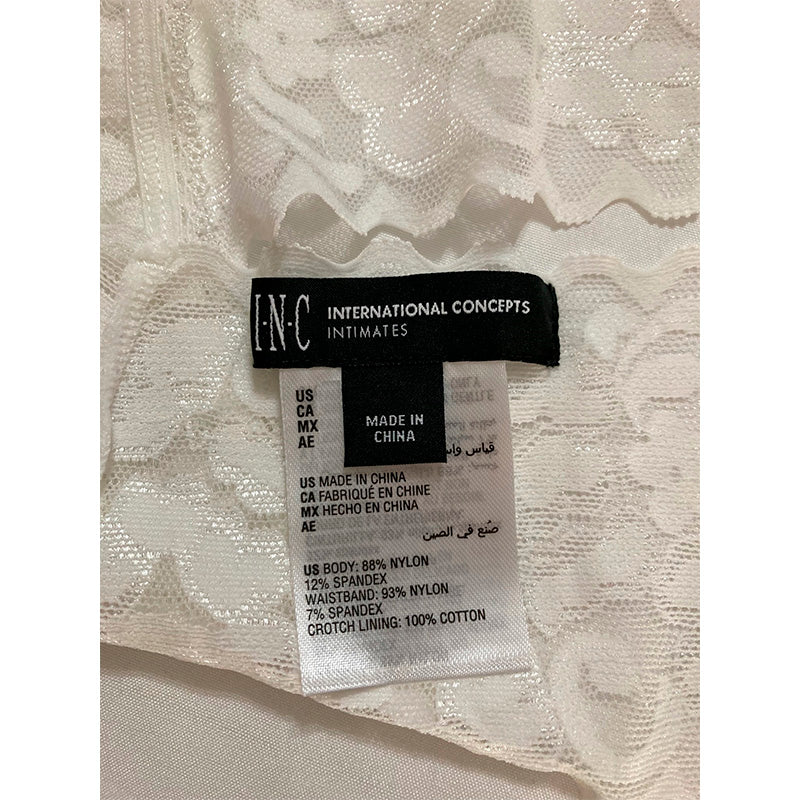 I·N·C INTERNATIONAL CONCEPTS
INTIMATES
US
CA
MX
AE
MADE IN
CHINA
قياس
US MADE IN CHINA
CA FABRIQUÉ EN CHINE
MX HECHO EN CHINA
AE
صُنع في الصين
US BODY: 88% NYLON
12% SPANDEX
WAISTBAND: 93% NYLON
7% SPANDEX
CROTCH LINING: 100% COTTON